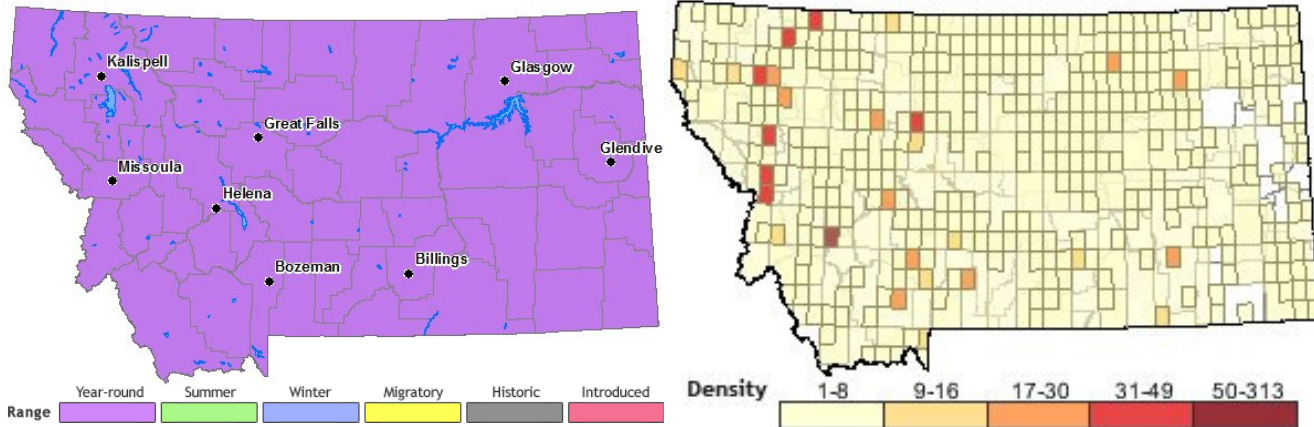 Kalispell
Glasgow
Great Falls
Glendive
Missoula
Helena
Bozeman
Billings
Year-round Summer Winter Migratory Historic Introduced
Range
Density 1-8 9-16 17-30 31-49 50-313